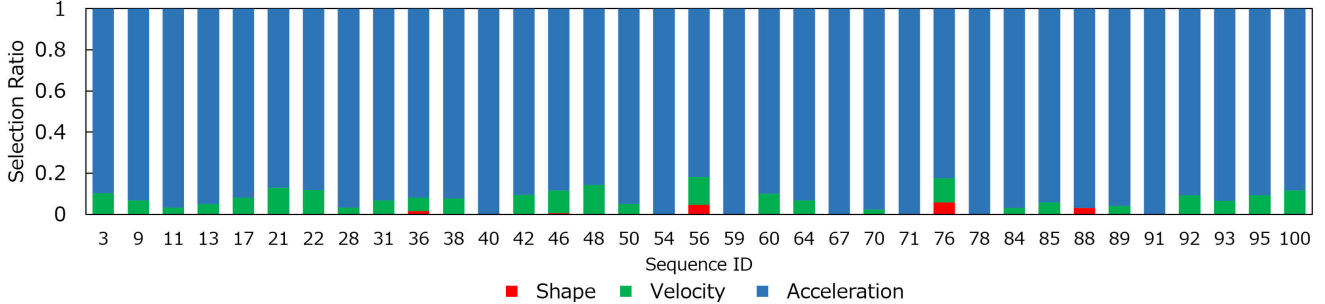 Selection Ratio
1
0.8
0.6
0.4
0.2
0
3 9 11 13 17 21 22 28 31 36 38 40 42 46 48 50 54 56 59 60 64 67 70 71 76 78 84 85 88 89 91 92 93 95 100
Sequence ID
Shape Velocity Acceleration